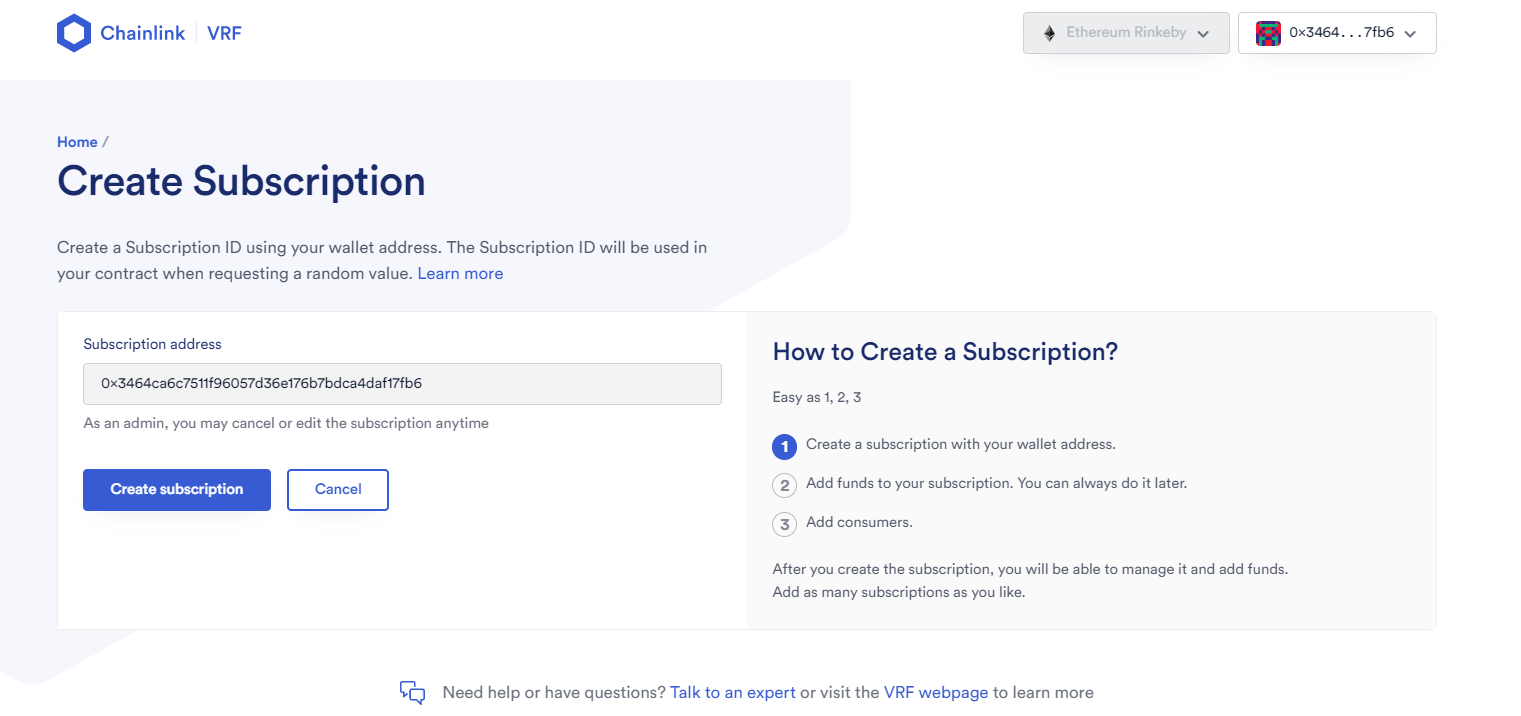 Chainlink VRF
Ethereum Rinkeby
0x3464...7fb6
Home /
Create Subscription
Create a Subscription ID using your wallet address. The Subscription ID will be used in
your contract when requesting a random value. Learn more
Subscription address
0x3464ca6c7511f96057d36e176b7bdca4daf17fb6
As an admin, you may cancel or edit the subscription anytime
Create subscription
Cancel
How to Create a Subscription?
Easy as 1, 2, 3
1 Create a subscription with your wallet address.
2 Add funds to your subscription. You can always do it later.
3 Add consumers.
After you create the subscription, you will be able to manage it and add funds.
Add as many subscriptions as you like.
Need help or have questions? Talk to an expert or visit the VRF webpage to learn more